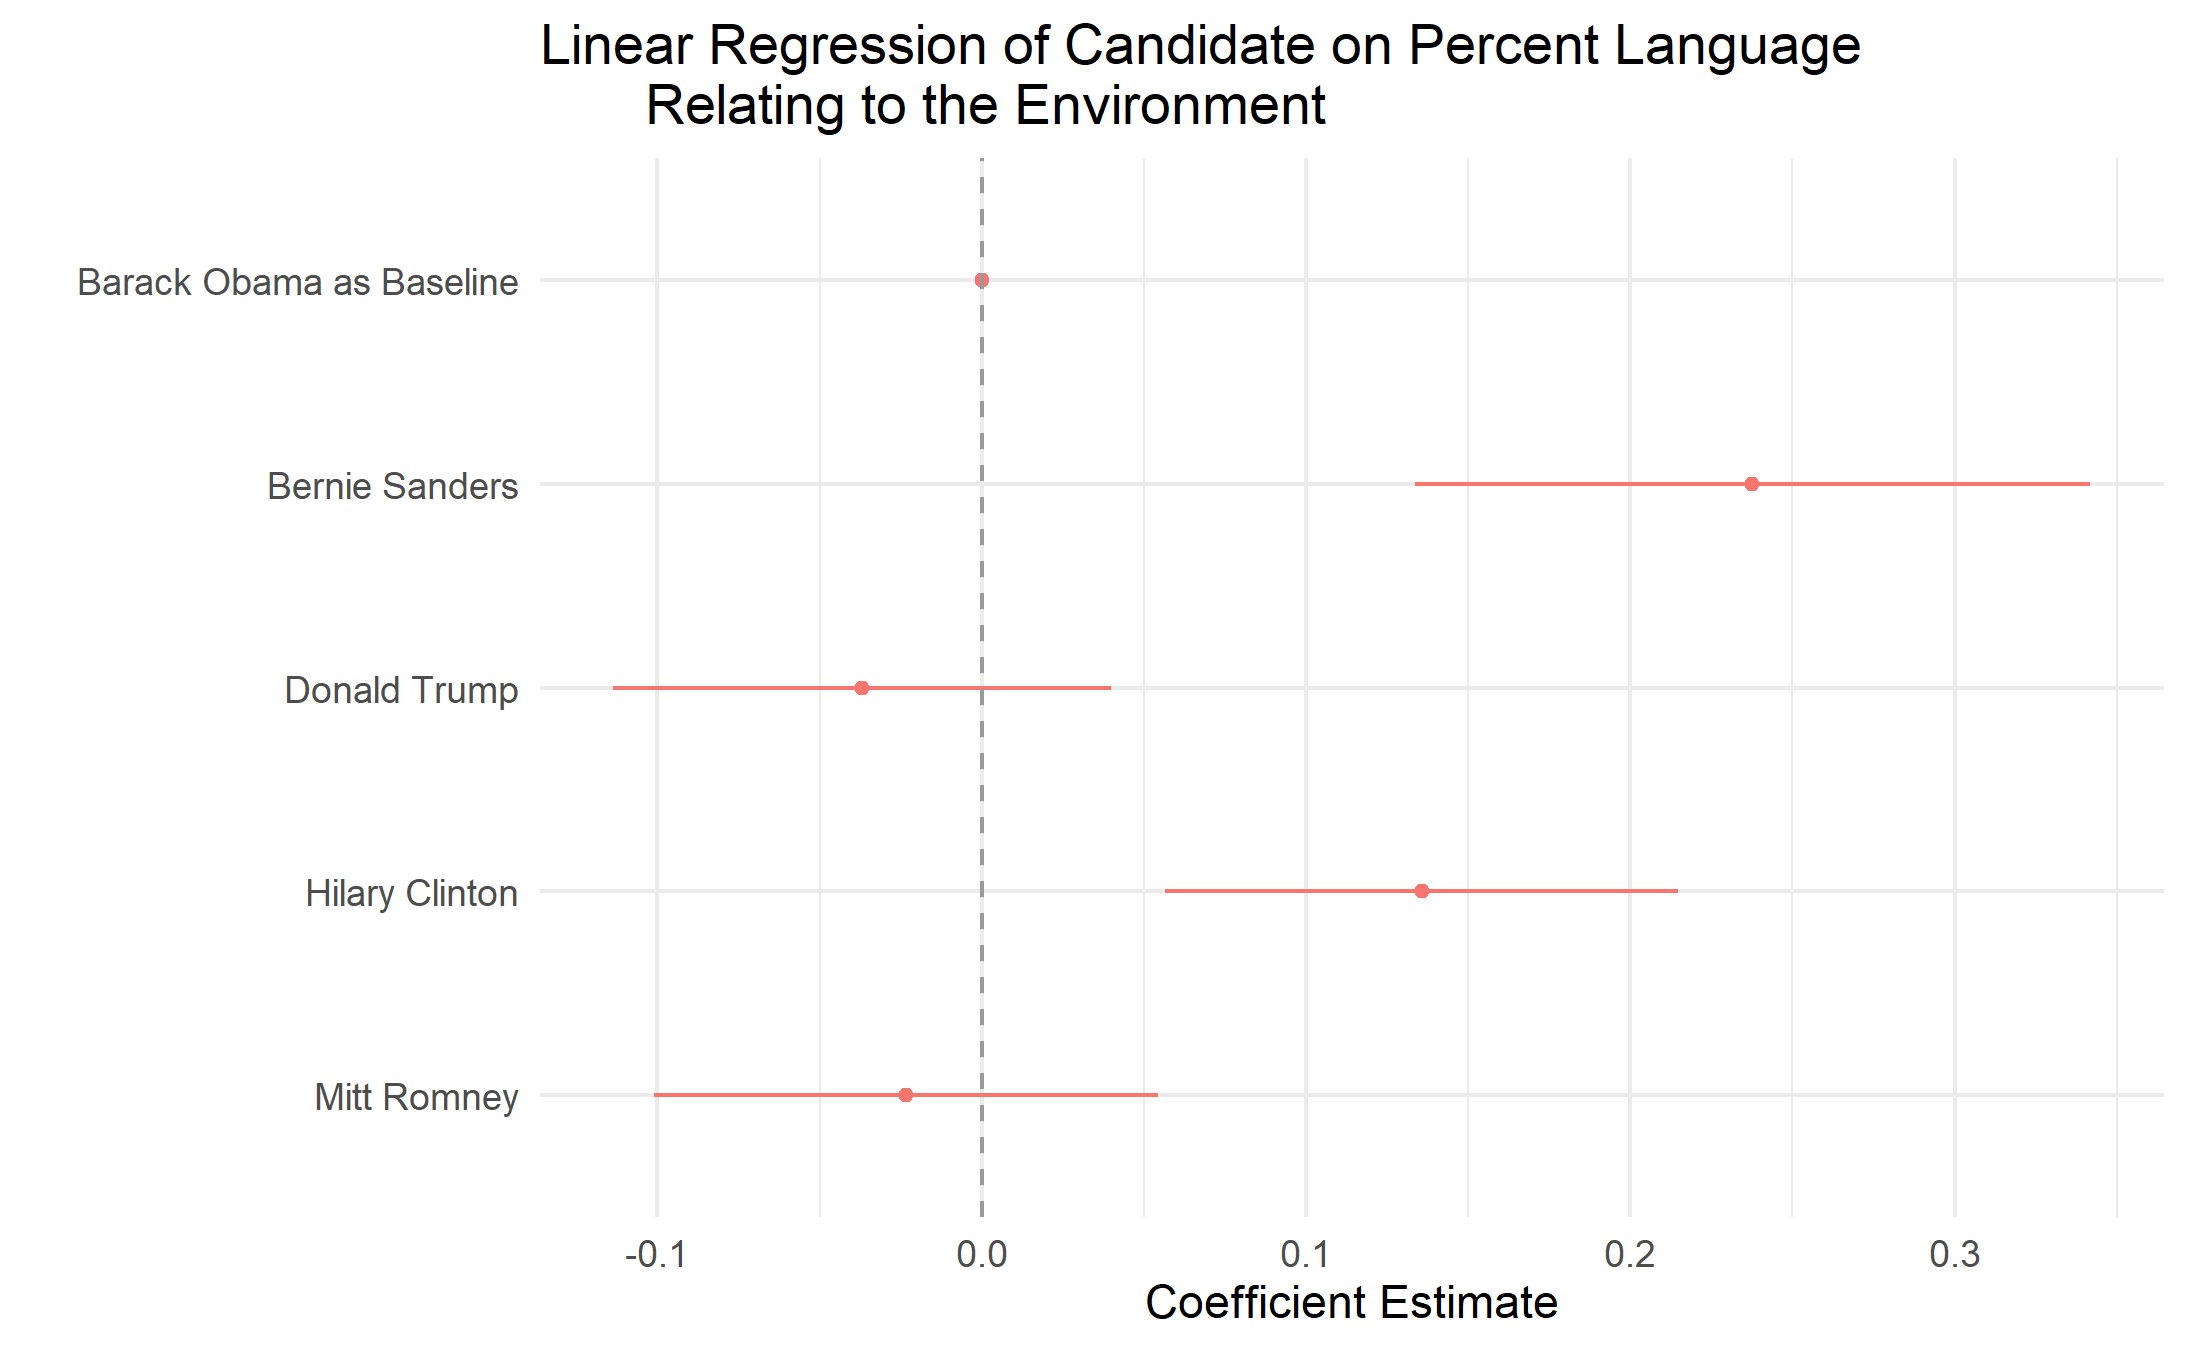 Linear Regression of Candidate on Percent Language
Relating to the Environment
Barack Obama as Baseline
Bernie Sanders
Donald Trump
Hilary Clinton
Mitt Romney
-0.1 0.0 0.1 0.2 0.3
Coefficient Estimate